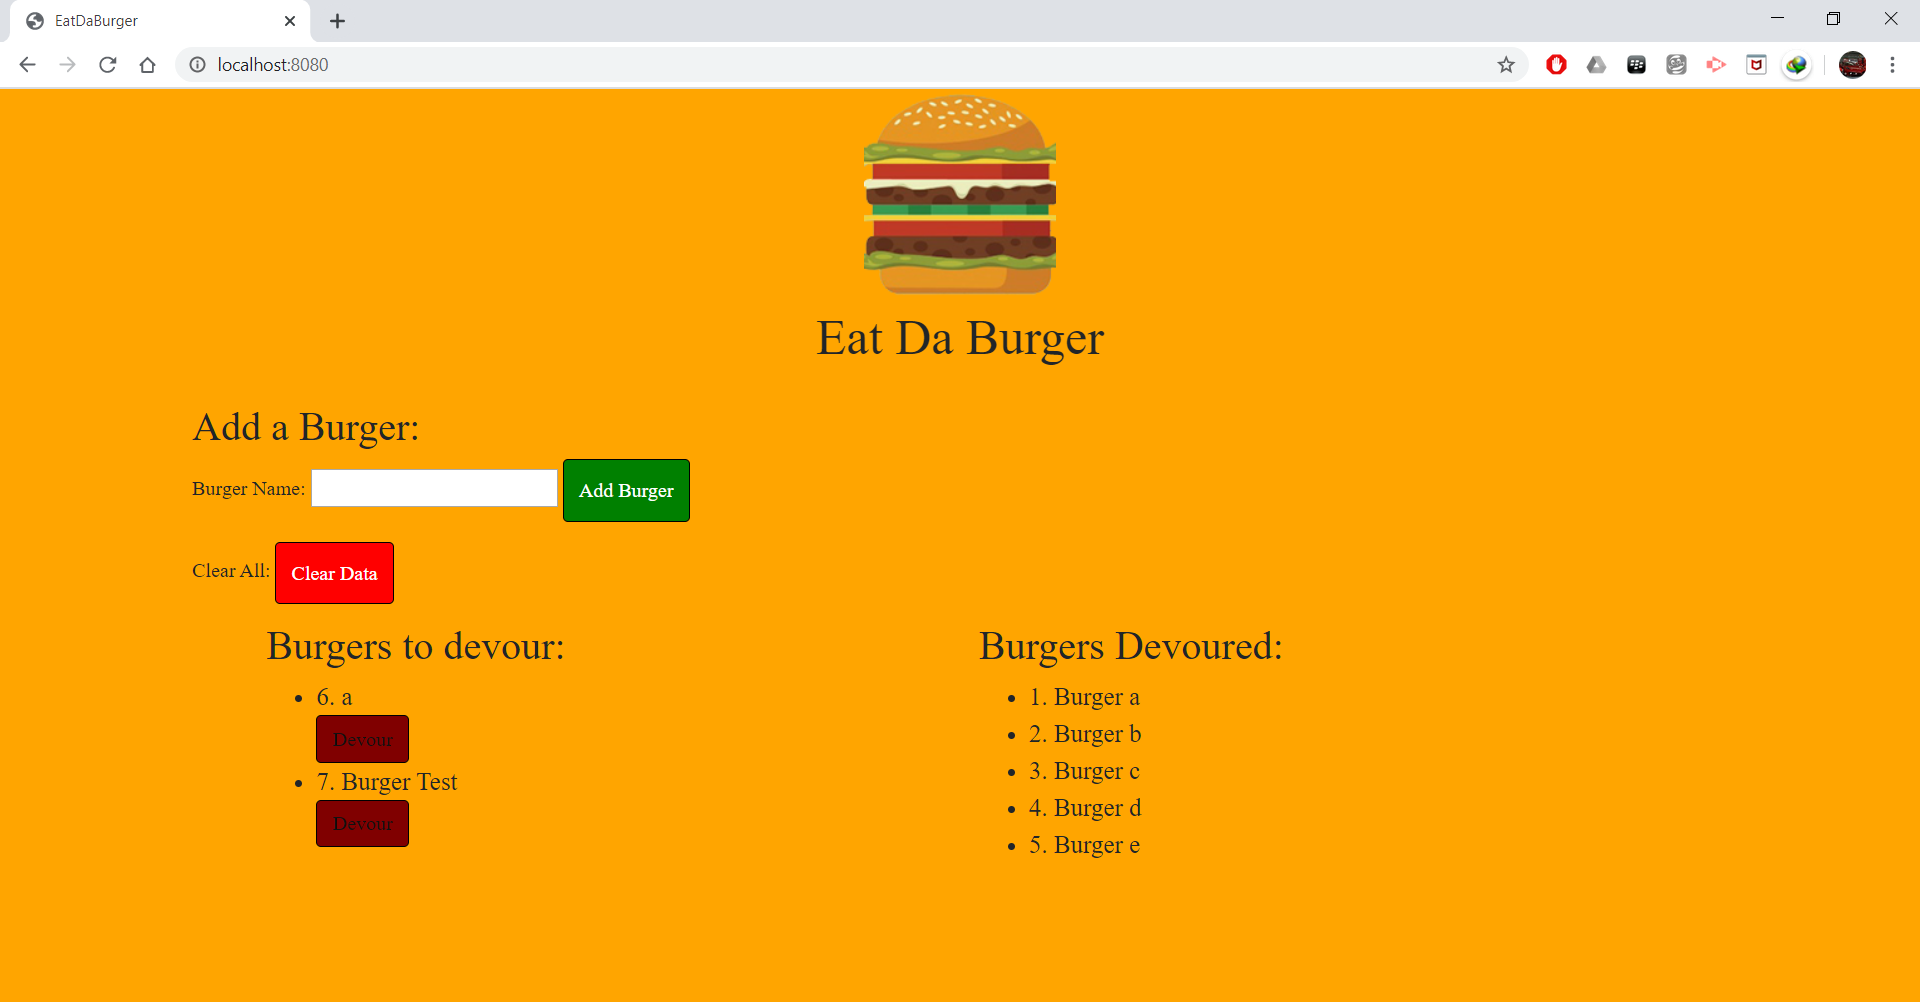 EatDaBurger
localhost:8080
Eat Da Burger
Add a Burger:
Burger Name: Add Burger
Clear All: Clear Data
Burgers to devour:
6. a
Devour
7. Burger Test
Devour
Burgers Devoured:
1. Burger a
2. Burger b
3. Burger c
4. Burger d
5. Burger e